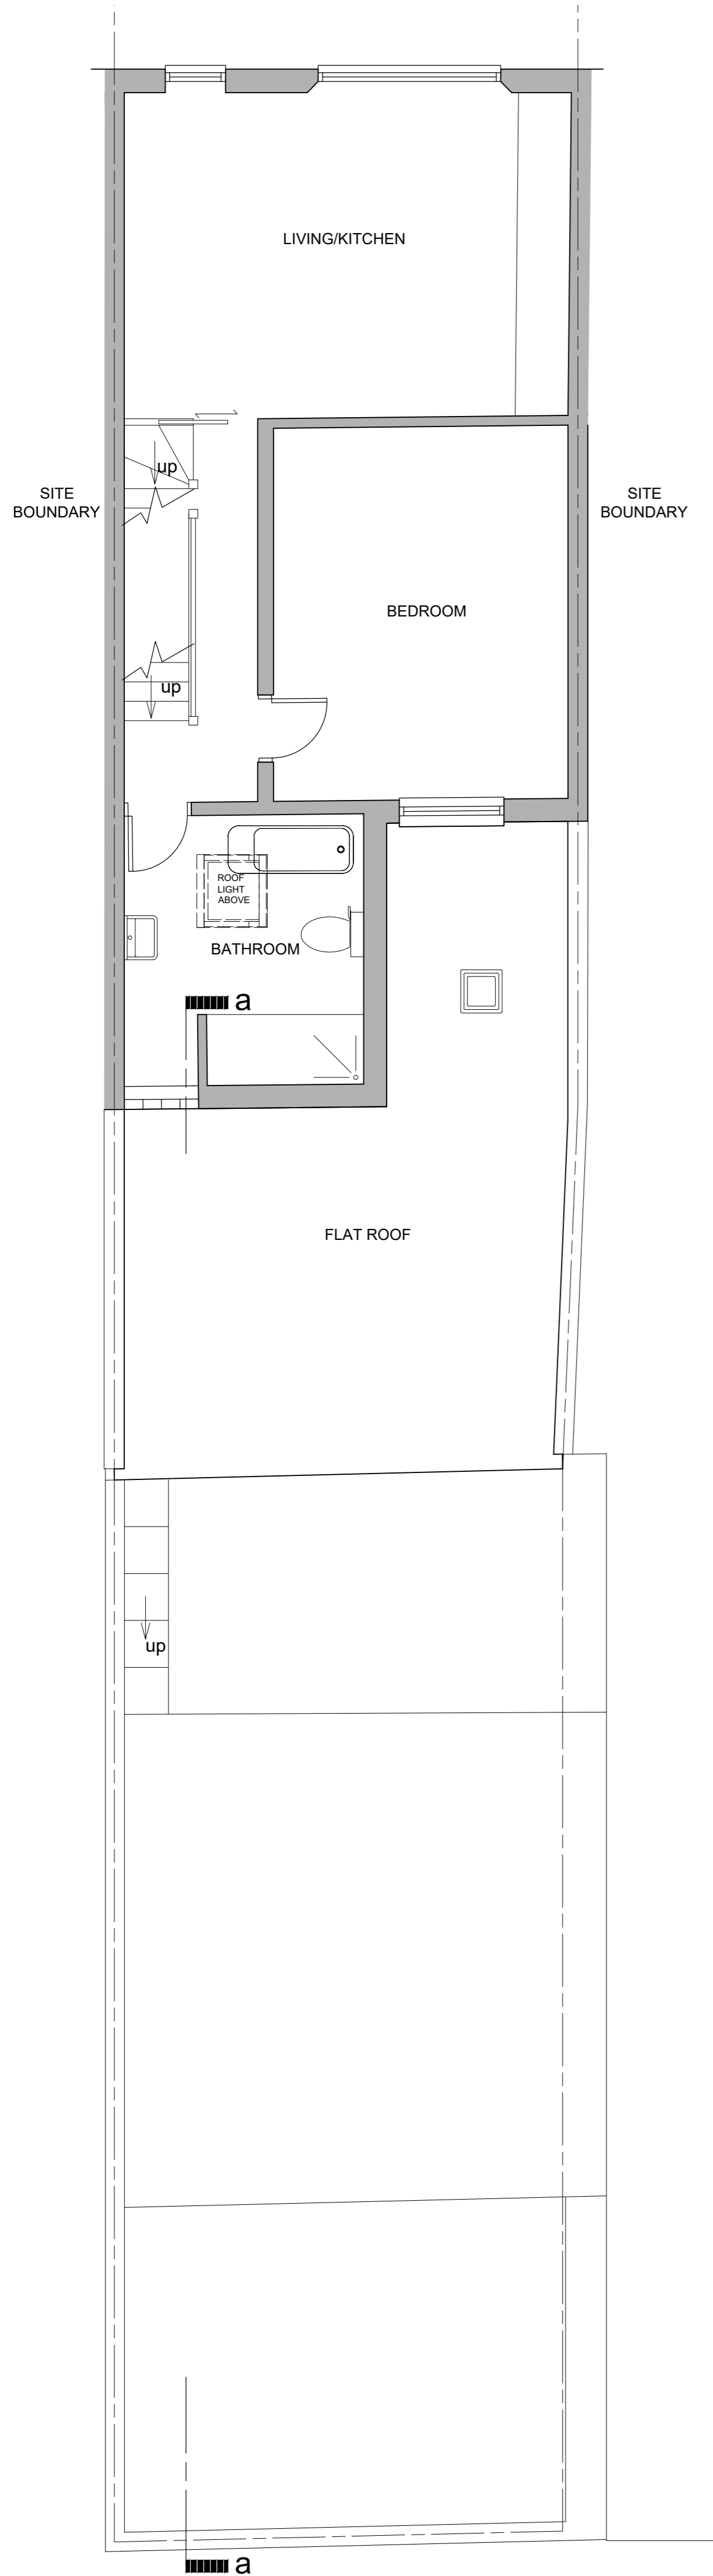 LIVING/KITCHEN
up
SITE
BOUNDARY
SITE
BOUNDARY
BEDROOM
up
ROOF
LIGHT
ABOVE
BATHROOM
a
FLAT ROOF
up
a